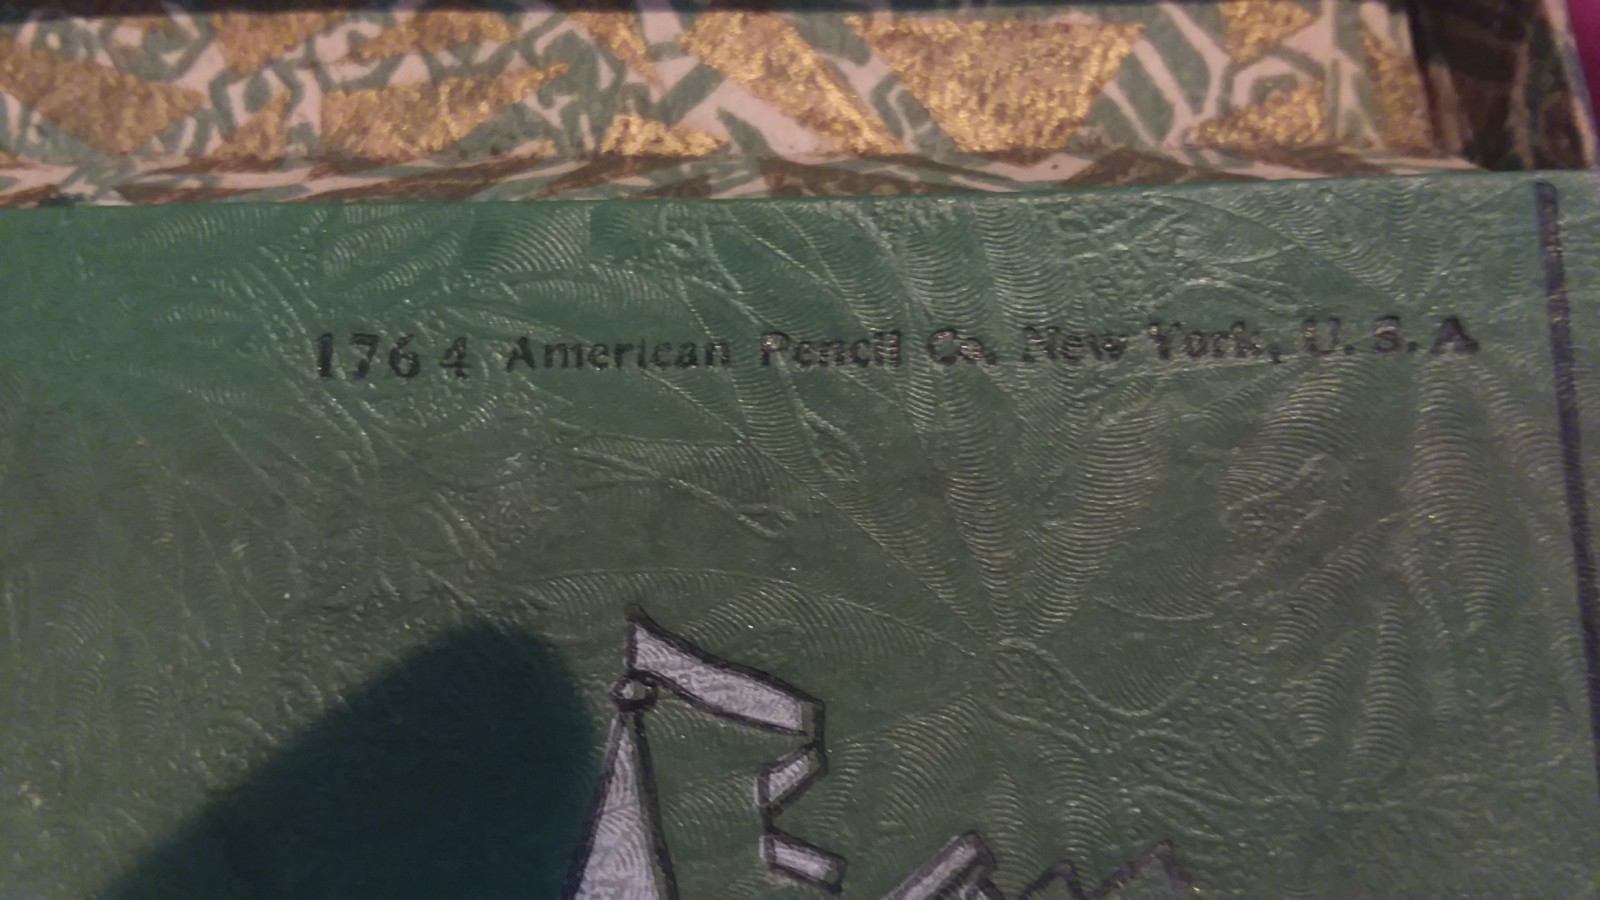 1764 American Pencil Co. New York, U.S.A